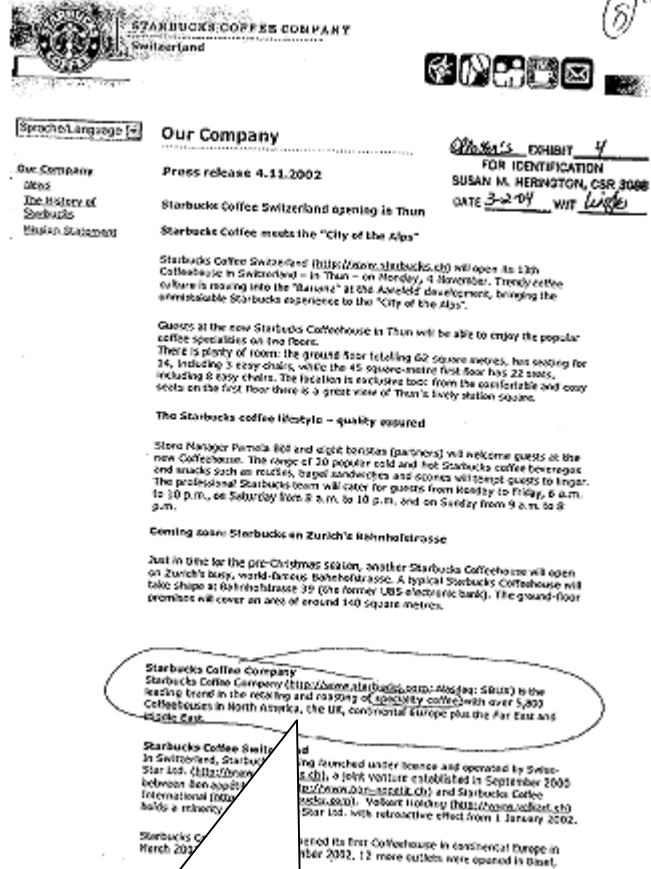 STARBUCKS COFFEE COMPANY
Switzerland
Sprache/Language
Our Company
News
The History of
Starbucks
Mission Statement
EXHIBIT 4
FOR IDENTIFICATION
SUSAN M. HERINGTON, CSR
DATE 3-2-04 WIT
Our Company
Press release 4.11.2002
Starbucks Coffee Switzerland opening in Thun
Starbucks Coffee meets the "City of the Alps"
Starbucks Coffee Switzerland (http://www.starbucks.ch) will open its 13th
Coffeehouse in Switzerland – in Thun – on Monday, 4 November. Trendy coffee
culture is moving into the "Banana" at the Aarefeld development, bringing the
unmistakable Starbucks experience to the "City of the Alps".
Guests at the new Starbucks Coffeehouse in Thun will be able to enjoy the popular
coffee specialities on two floors.
There is plenty of room: the ground floor totalling 62 square metres, has seating for
14, including 3 easy chairs, while the 45 square-metre first floor has 22 seats,
including 8 easy chairs. The location is exclusive too: from the comfortable and cosy
seats on the first floor there is a great view of Thun's lively station square.
The Starbucks coffee lifestyle – quality assured
Store Manager Pamela and eight baristas (partners) will welcome guests at the
new Coffeehouse. The range of 20 popular cold and hot Starbucks coffee beverages
and snacks such as muffins, bagel sandwiches and scones will tempt guests to linger.
The professional Starbucks team will cater for guests from Monday to Friday, 6 a.m.
to 10 p.m., on Saturday from 8 a.m. to 10 p.m. and on Sunday from 9 a.m. to 8
p.m.
Coming soon: Starbucks on Zurich's Bahnhofstrasse
Just in time for the pre-Christmas season, another Starbucks Coffeehouse will open
on Zurich's busy, world-famous Bahnhofstrasse. A typical Starbucks Coffeehouse will
take shape at Bahnhofstrasse 39 (the former UBS electronic bank). The ground-floor
premises will cover an area of around 140 square metres.
Starbucks Coffee Company
Starbucks Coffee Company (http://www.starbucks.com; Nasdaq: SBUX) is the
leading brand in the retailing and roasting of speciality coffee with over 5,800
Coffeehouses in North America, the UK, continental Europe plus the Far East and
Middle East.
Starbucks Coffee
In Switzerland, launched under licence and operated by Swiss
Star Ltd. a joint venture established in September 2000
between and Starbucks Coffee
International Volkart Holding (http://www.volkart.ch)
holds a minority Star Ltd. with retroactive effect from 1 January 2002.
Starbucks opened its first Coffeehouse in continental Europe in
March 2002, 12 more outlets were opened in Basel,